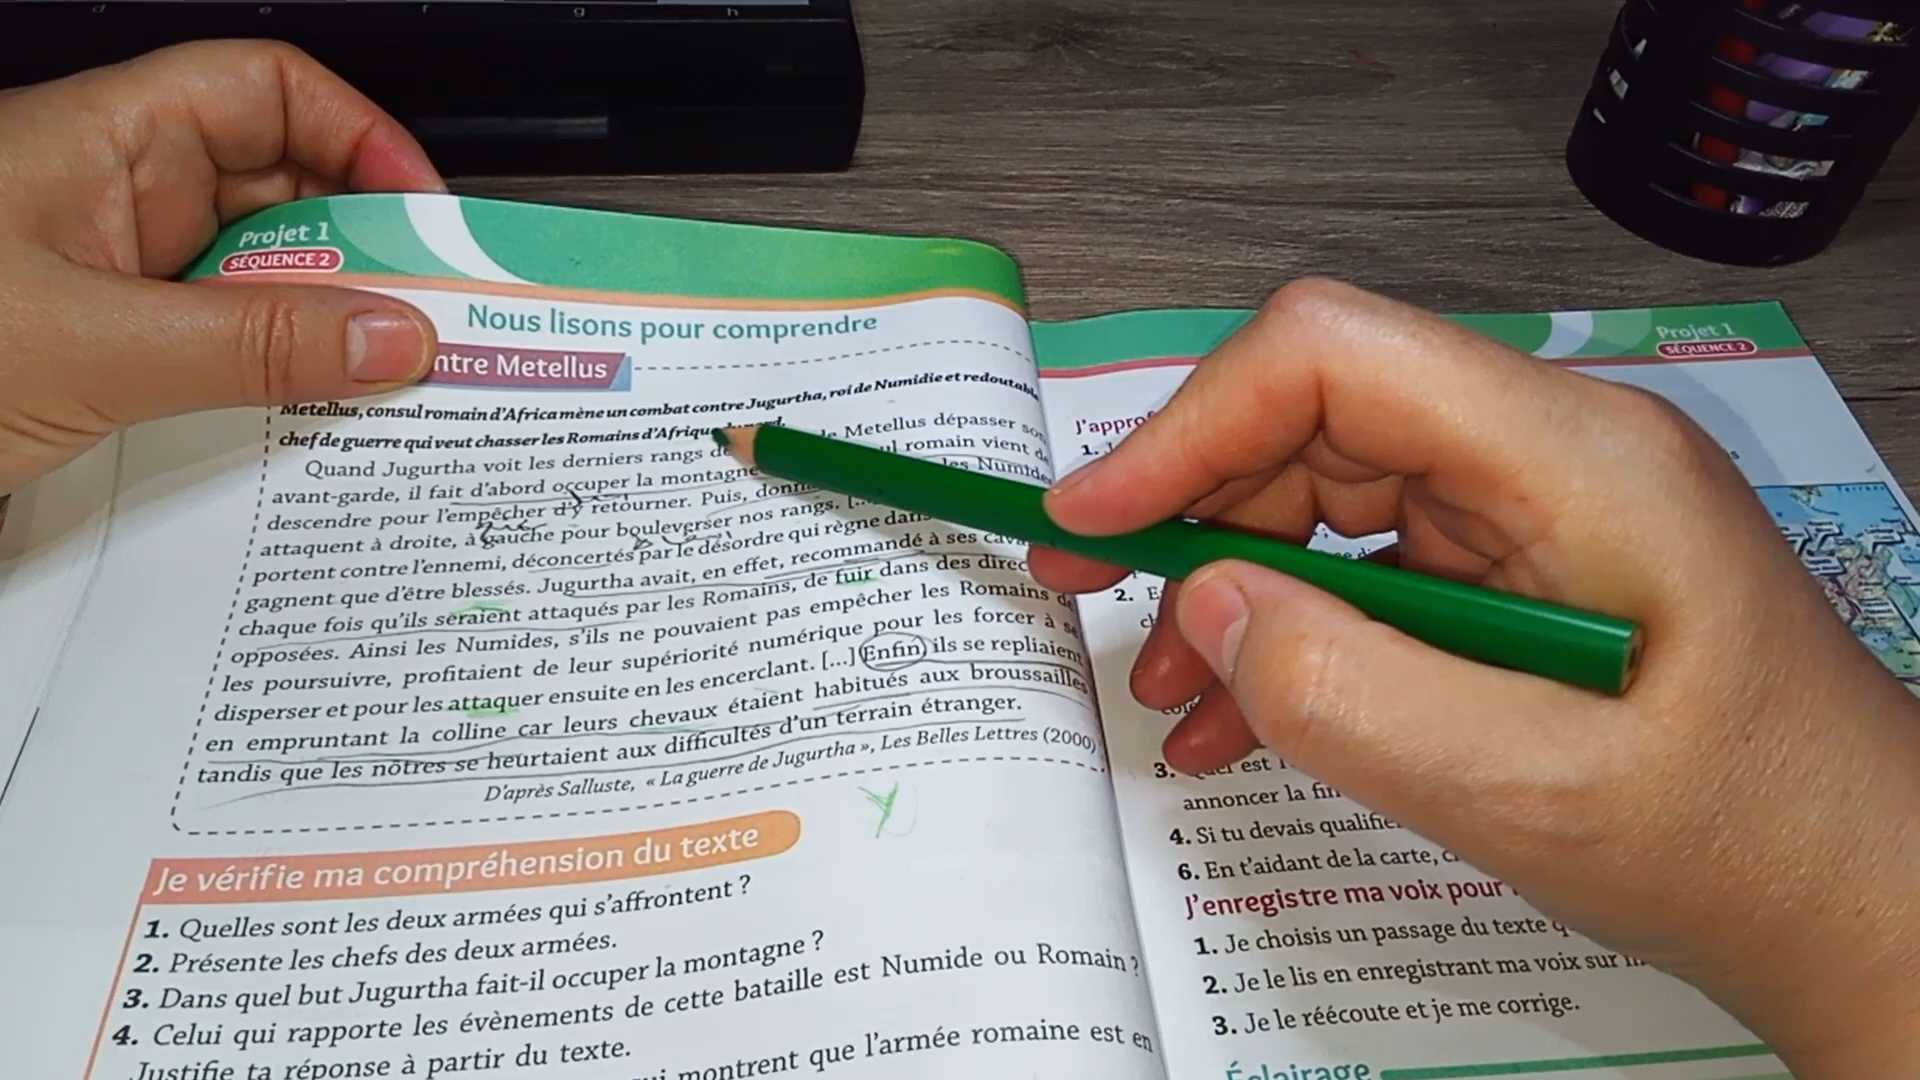 d e f g h
Projet 1
SÉQUENCE 2
Nous lisons pour comprendre
ntre Metellus
Metellus, consul romain d'Africa mène un combat contre Jugurtha, roi de Numidie et redoutable
chef de guerre qui veut chasser les Romains d'Afrique
Quand Jugurtha voit les derniers rangs de Metellus dépasser son
avant-garde, il fait d'abord occuper la montagne romain vient de
descendre pour l'empêcher d'y retourner. Puis, les Numides
attaquent à droite, à gauche pour bouleverser nos rangs. [...
portent contre l'ennemi, déconcertés par le désordre qui règne dans
gagnent que d'être blessés. Jugurtha avait, en effet, recommandé à ses
chaque fois qu'ils seraient attaqués par les Romains, de fuir dans des direc
opposées. Ainsi les Numides, s'ils ne pouvaient pas empêcher les Romains de
les poursuivre, profitaient de leur supériorité numérique pour les forcer à se
disperser et pour les attaquer ensuite en les encerclant. [...] Enfin, ils se repliaient
en empruntant la colline car leurs chevaux étaient habitués aux broussailles
tandis que les nôtres se heurtaient aux difficultés d'un terrain étranger.
D'après Salluste, « La guerre de Jugurtha », Les Belles Lettres (2000)
Je vérifie ma compréhension du texte
1. Quelles sont les deux armées qui s'affrontent ?
2. Présente les chefs des deux armées.
3. Dans quel but Jugurtha fait-il occuper la montagne ?
4. Celui qui rapporte les évènements de cette bataille est Numide ou Romain ?
Justifie ta réponse à partir du texte.
montrent que l'armée romaine est en
Projet 1
SÉQUENCE 2
J'appro
1.
2.
3. est
annoncer la fin
4. Si tu devais qualifie
6. En t'aidant de la carte,
J'enregistre ma voix pour
1. Je choisis un passage du texte
2. Je le lis en enregistrant ma voix sur
3. Je le réécoute et je me corrige.
Éclairage